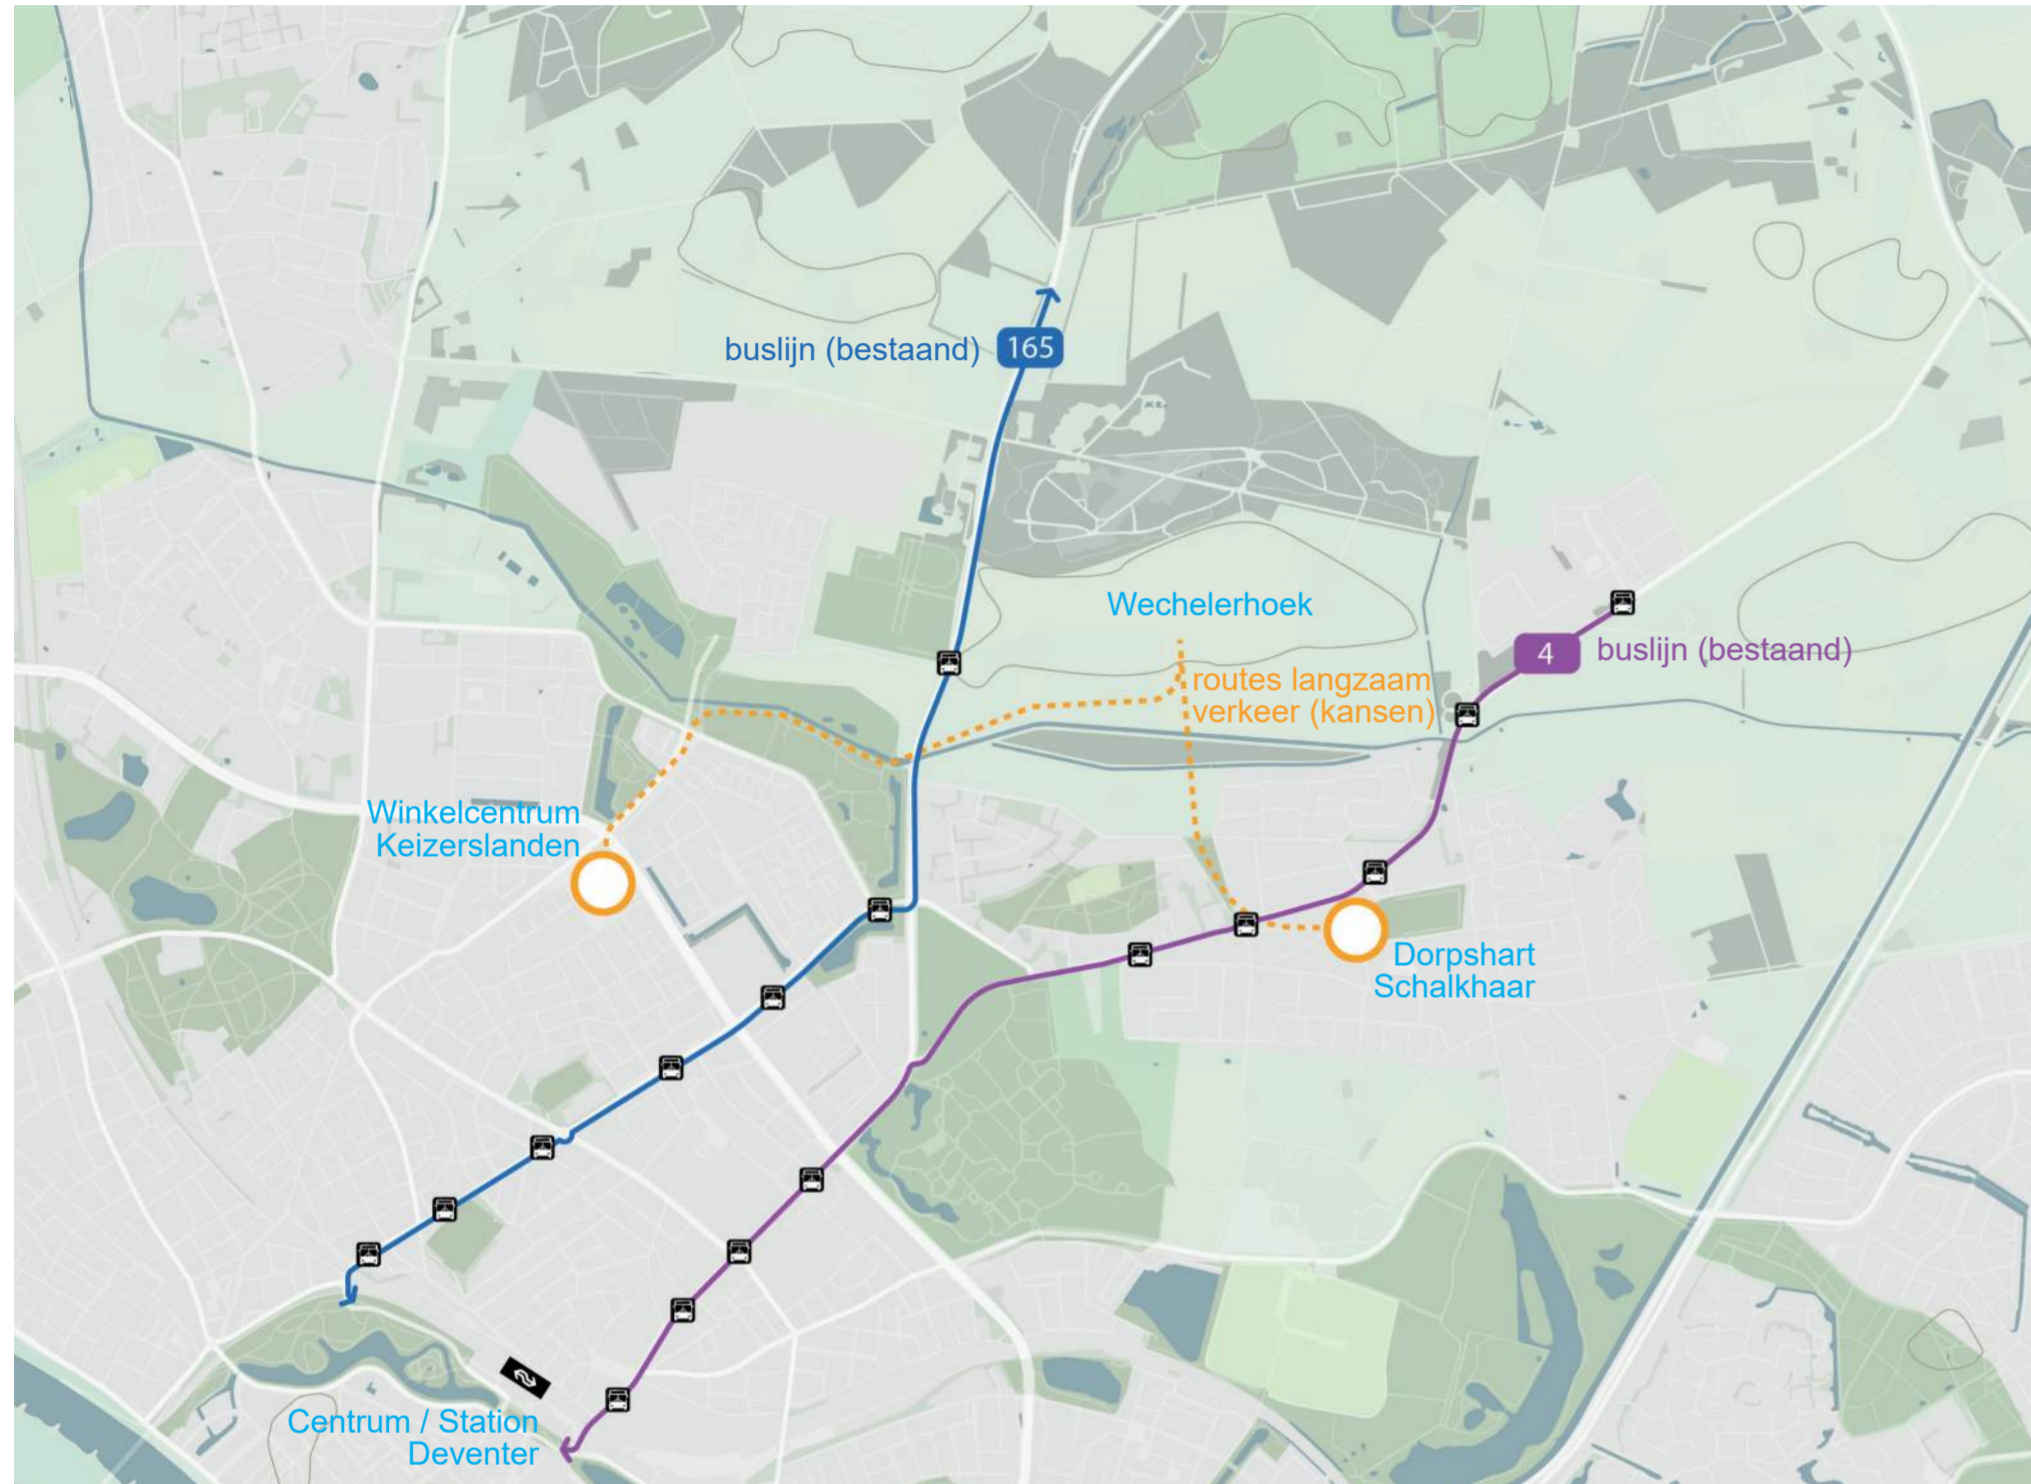 buslijn (bestaand)
165
Wechelerhoek
4
buslijn (bestaand)
routes langzaam
verkeer (kansen)
Winkelcentrum
Keizerslanden
Dorpshart
Schalkhaar
Centrum / Station
Deventer